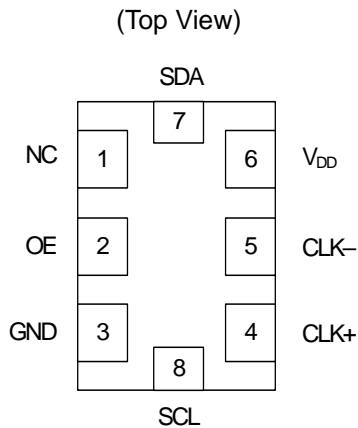 (Top View)
SDA
7
NC 1 6 VDD
OE 2 5 CLK–
GND 3 4 CLK+
8
SCL